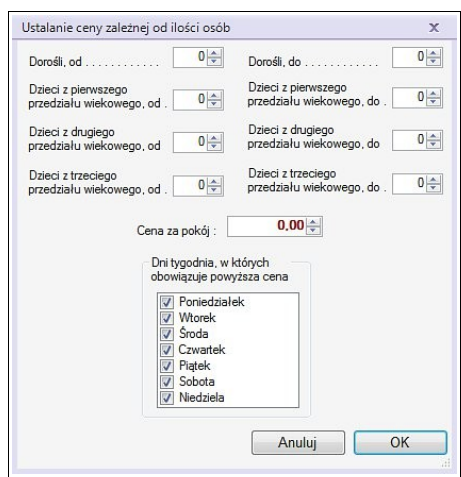 Ustalanie ceny zależnej od ilości osób x
Dorośli, od . . . . . . . . . . . . 0 Dorośli, do . . . . . . . . . . . . 0
Dzieci z pierwszego
przedziału wiekowego, od . 0
Dzieci z pierwszego
przedziału wiekowego, do . 0
Dzieci z drugiego
przedziału wiekowego, od 0
Dzieci z drugiego
przedziału wiekowego, do 0
Dzieci z trzeciego
przedziału wiekowego, od . 0
Dzieci z trzeciego
przedziału wiekowego, do . 0
Cena za pokój : 0,00
Dni tygodnia, w których
obowiązuje powyższa cena
Poniedziałek
Wtorek
Środa
Czwartek
Piątek
Sobota
Niedziela
Anuluj OK